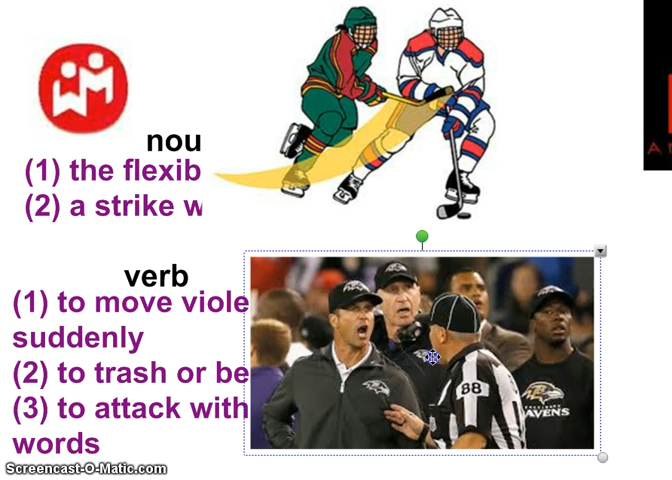 WM
nou
(1) the flexib
(2) a strike w
verb
(1) to move viole
suddenly
(2) to trash or be
(3) to attack with
words
88
RAVENS
Screencast-O-Matic.com